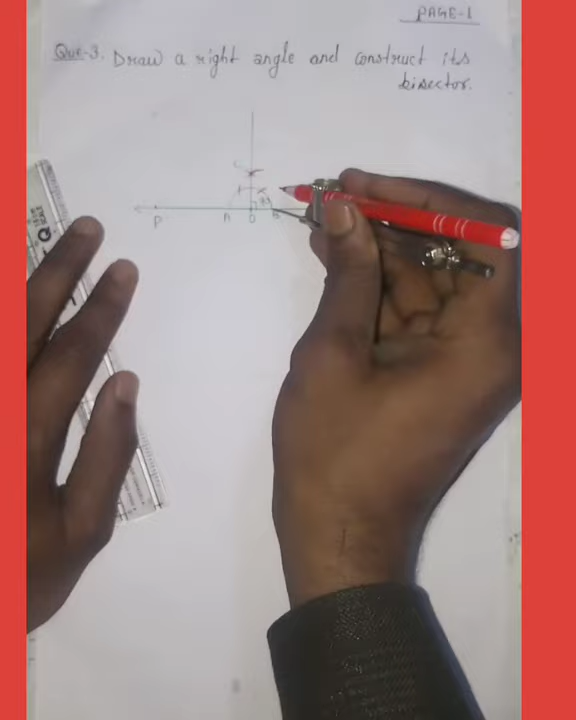 PAGE-1
Que-3. Draw a right angle and construct its
bisector.
P A O B